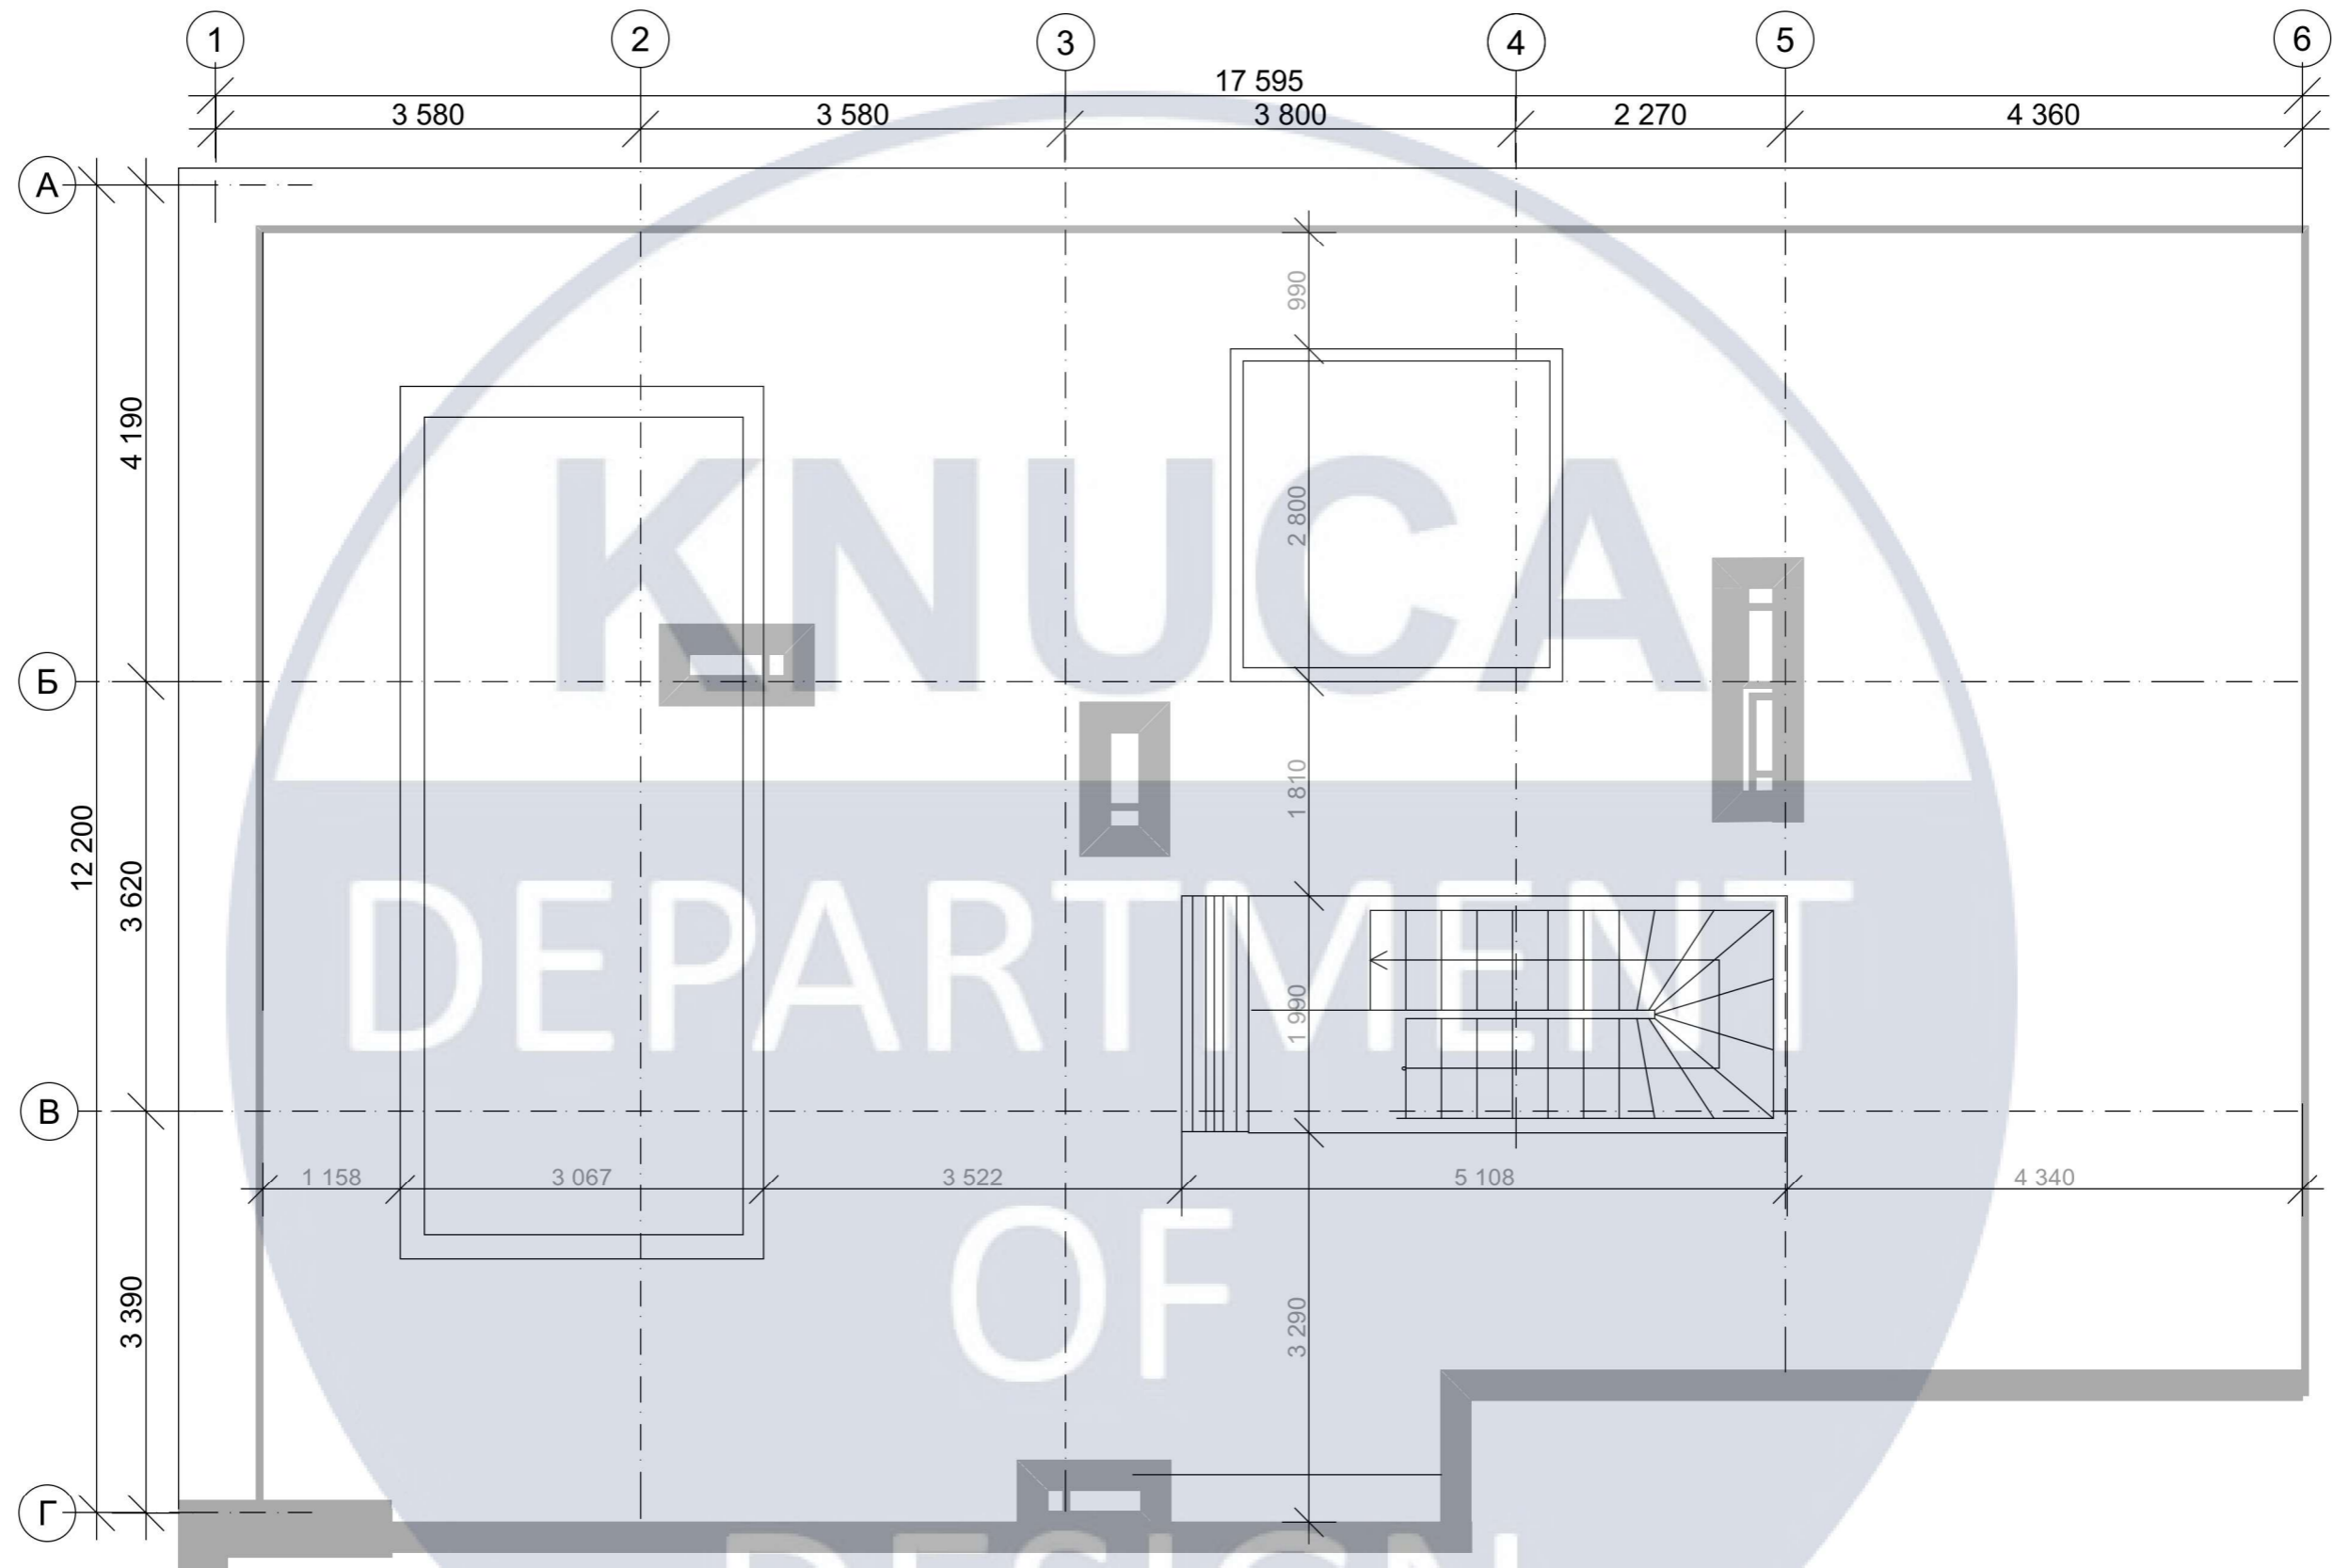 1 2 3 4 5 6
17 595
3 580 3 580 3 800 2 270 4 360
А
990
4 190
2 800
KNUCA
Б
1 810
12 200
3 620
DEPARTMENT
1 990
В
1 158 3 067 3 522 5 108 4 340
OF
3 390
3 290
Г
DESIGN